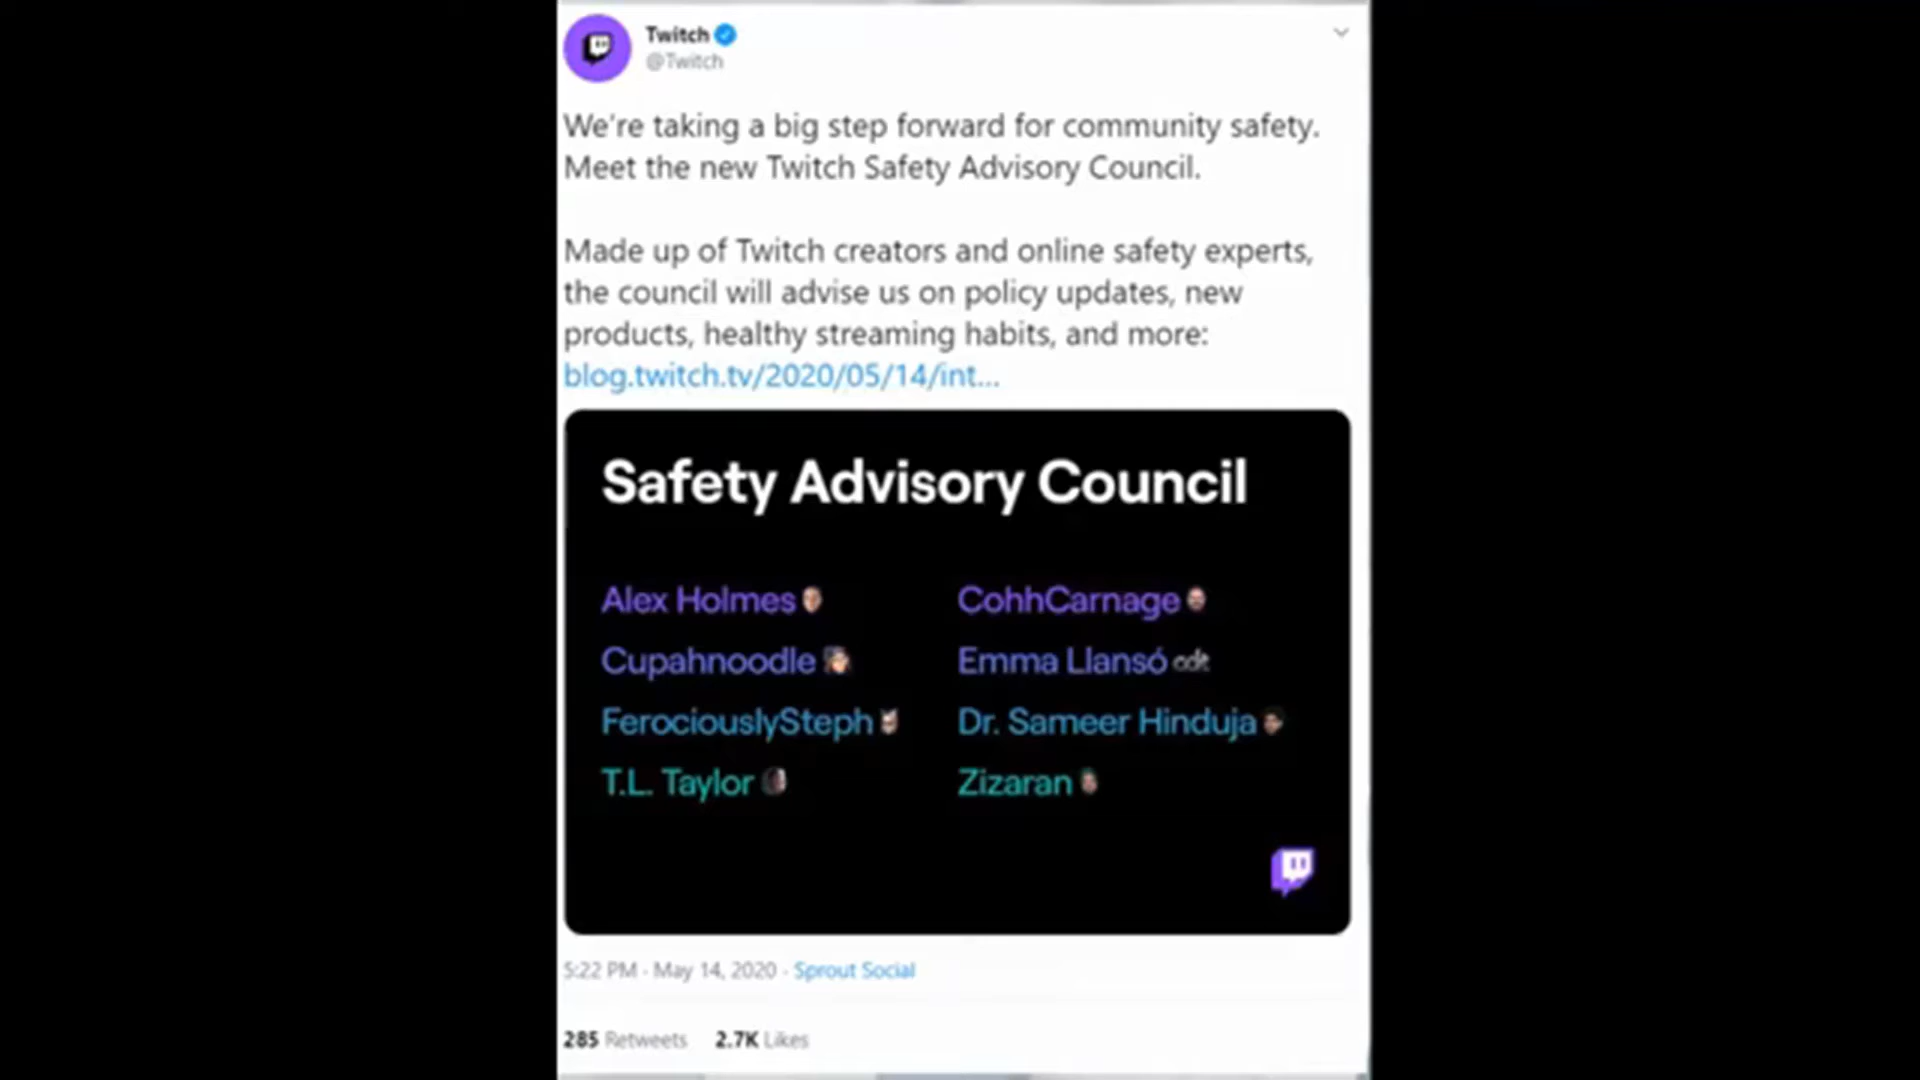 Twitch
@Twitch
We're taking a big step forward for community safety.
Meet the new Twitch Safety Advisory Council.
Made up of Twitch creators and online safety experts,
the council will advise us on policy updates, new
products, healthy streaming habits, and more:
blog.twitch.tv/2020/05/14/int...
Safety Advisory Council
Alex Holmes
CohhCarnage
Cupahnoodle
Emma Llansó cdt
FerociouslySteph
Dr. Sameer Hinduja
T.L. Taylor
Zizaran
5:22 PM · May 14, 2020 · Sprout Social
285 Retweets 2.7K Likes